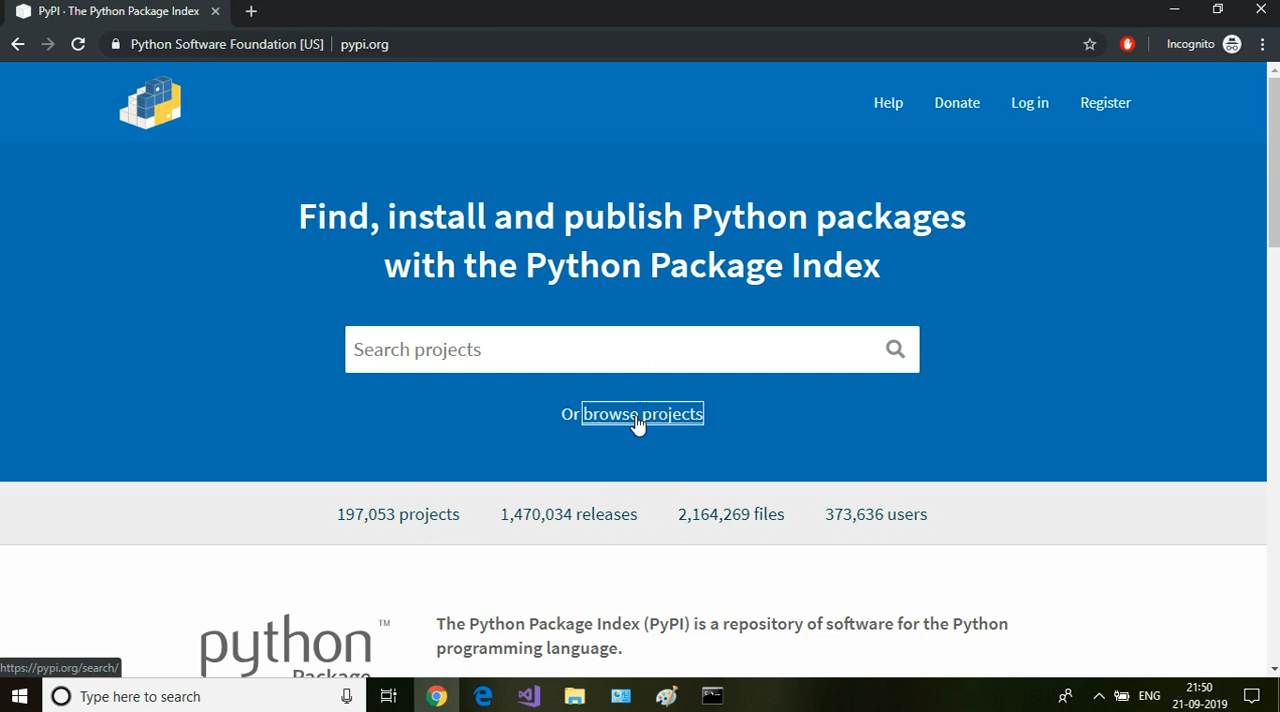 PyPI · The Python Package Index
Python Software Foundation [US] pypi.org
Incognito
Help Donate Log in Register
Find, install and publish Python packages
with the Python Package Index
Search projects
Or browse projects
197,053 projects 1,470,034 releases 2,164,269 files 373,636 users
python™
Package
The Python Package Index (PyPI) is a repository of software for the Python
programming language.
https://pypi.org/search/
Type here to search
ENG
21:50
21-09-2019